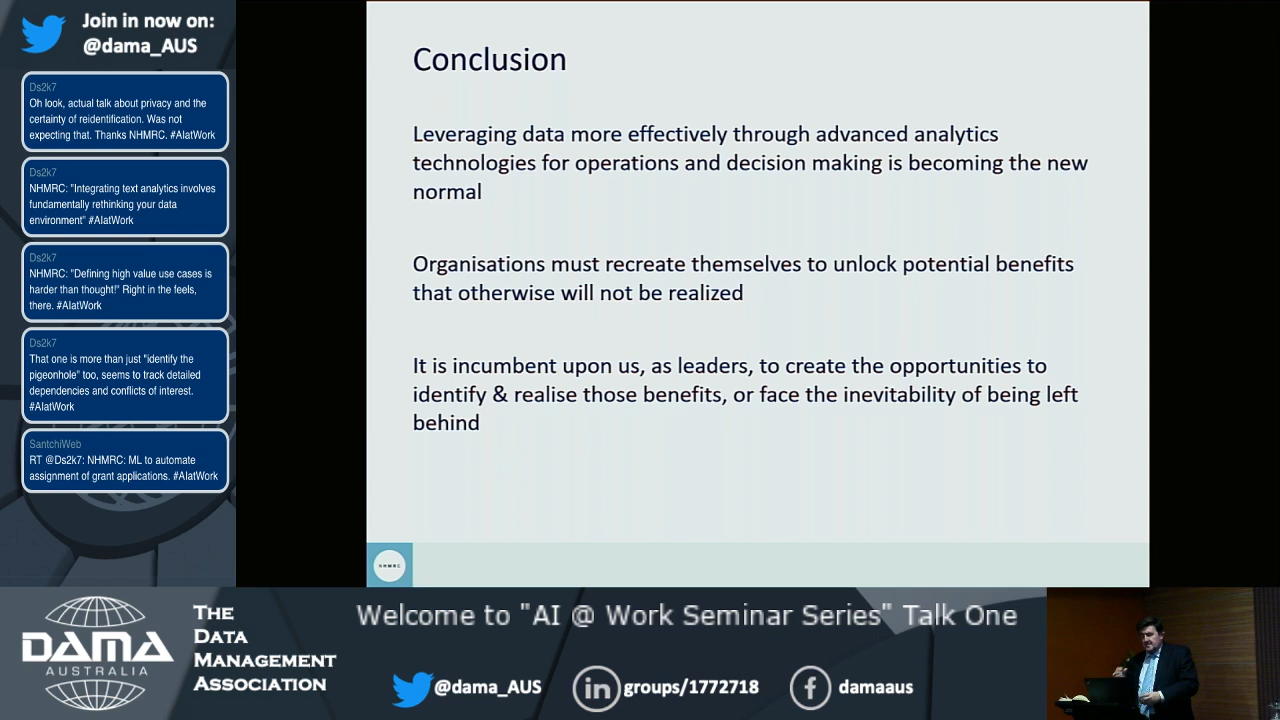 Join in now on:
@dama_AUS
Ds2k7
Oh look, actual talk about privacy and the
certainty of reidentification. Was not
expecting that. Thanks NHMRC. #AIatWork
Ds2k7
NHMRC: "Integrating text analytics involves
fundamentally rethinking your data
environment" #AIatWork
Ds2k7
NHMRC: "Defining high value use cases is
harder than thought!" Right in the feels,
there. #AIatWork
Ds2k7
That one is more than just "identify the
pigeonhole" too, seems to track detailed
dependencies and conflicts of interest.
#AIatWork
SantchiWeb
RT @Ds2k7: NHMRC: ML to automate
assignment of grant applications. #AIatWork
Conclusion
Leveraging data more effectively through advanced analytics
technologies for operations and decision making is becoming the new
normal
Organisations must recreate themselves to unlock potential benefits
that otherwise will not be realized
It is incumbent upon us, as leaders, to create the opportunities to
identify & realise those benefits, or face the inevitability of being left
behind
NHMRC
DAMA
AUSTRALIA
THE
DATA
MANAGEMENT
ASSOCIATION
Welcome to "AI @ Work Seminar Series" Talk One
@dama_AUS
in groups/1772718
f damaaus